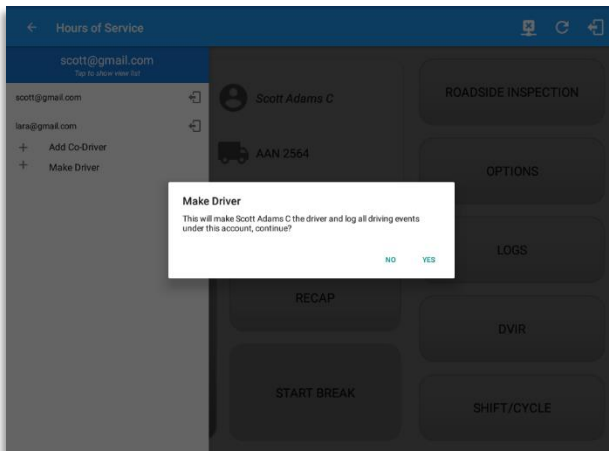 Hours of Service
scott@gmail.com
Tap to show view list
scott@gmail.com
lara@gmail.com
Add Co-Driver
Make Driver
Scott Adams C
AAN 2564
ROADSIDE INSPECTION
OPTIONS
Make Driver
This will make Scott Adams C the driver and log all driving events
under this account, continue?
NO YES
LOGS
RECAP
DVIR
START BREAK
SHIFT/CYCLE